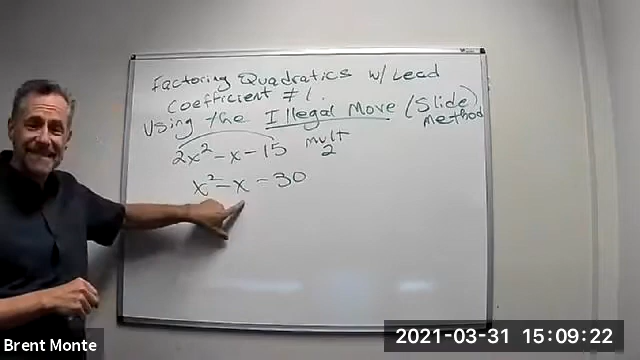 Factoring Quadratics w/ Lead
Coefficient ≠ 1.
Using the Illegal Move (Slide)
method
2x² - x - 15 mult
2
x² - x - 30
Brent Monte
2021-03-31 15:09:22